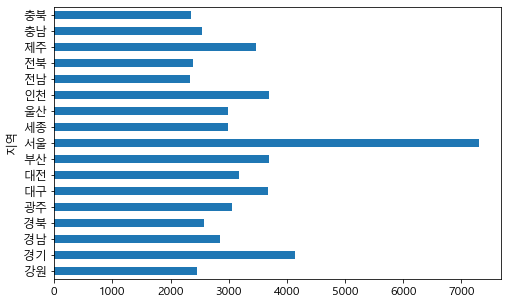 충북
충남
제주
전북
전남
인천
울산
세종
서울
부산
대전
대구
광주
경북
경남
경기
강원
지역
0 1000 2000 3000 4000 5000 6000 7000